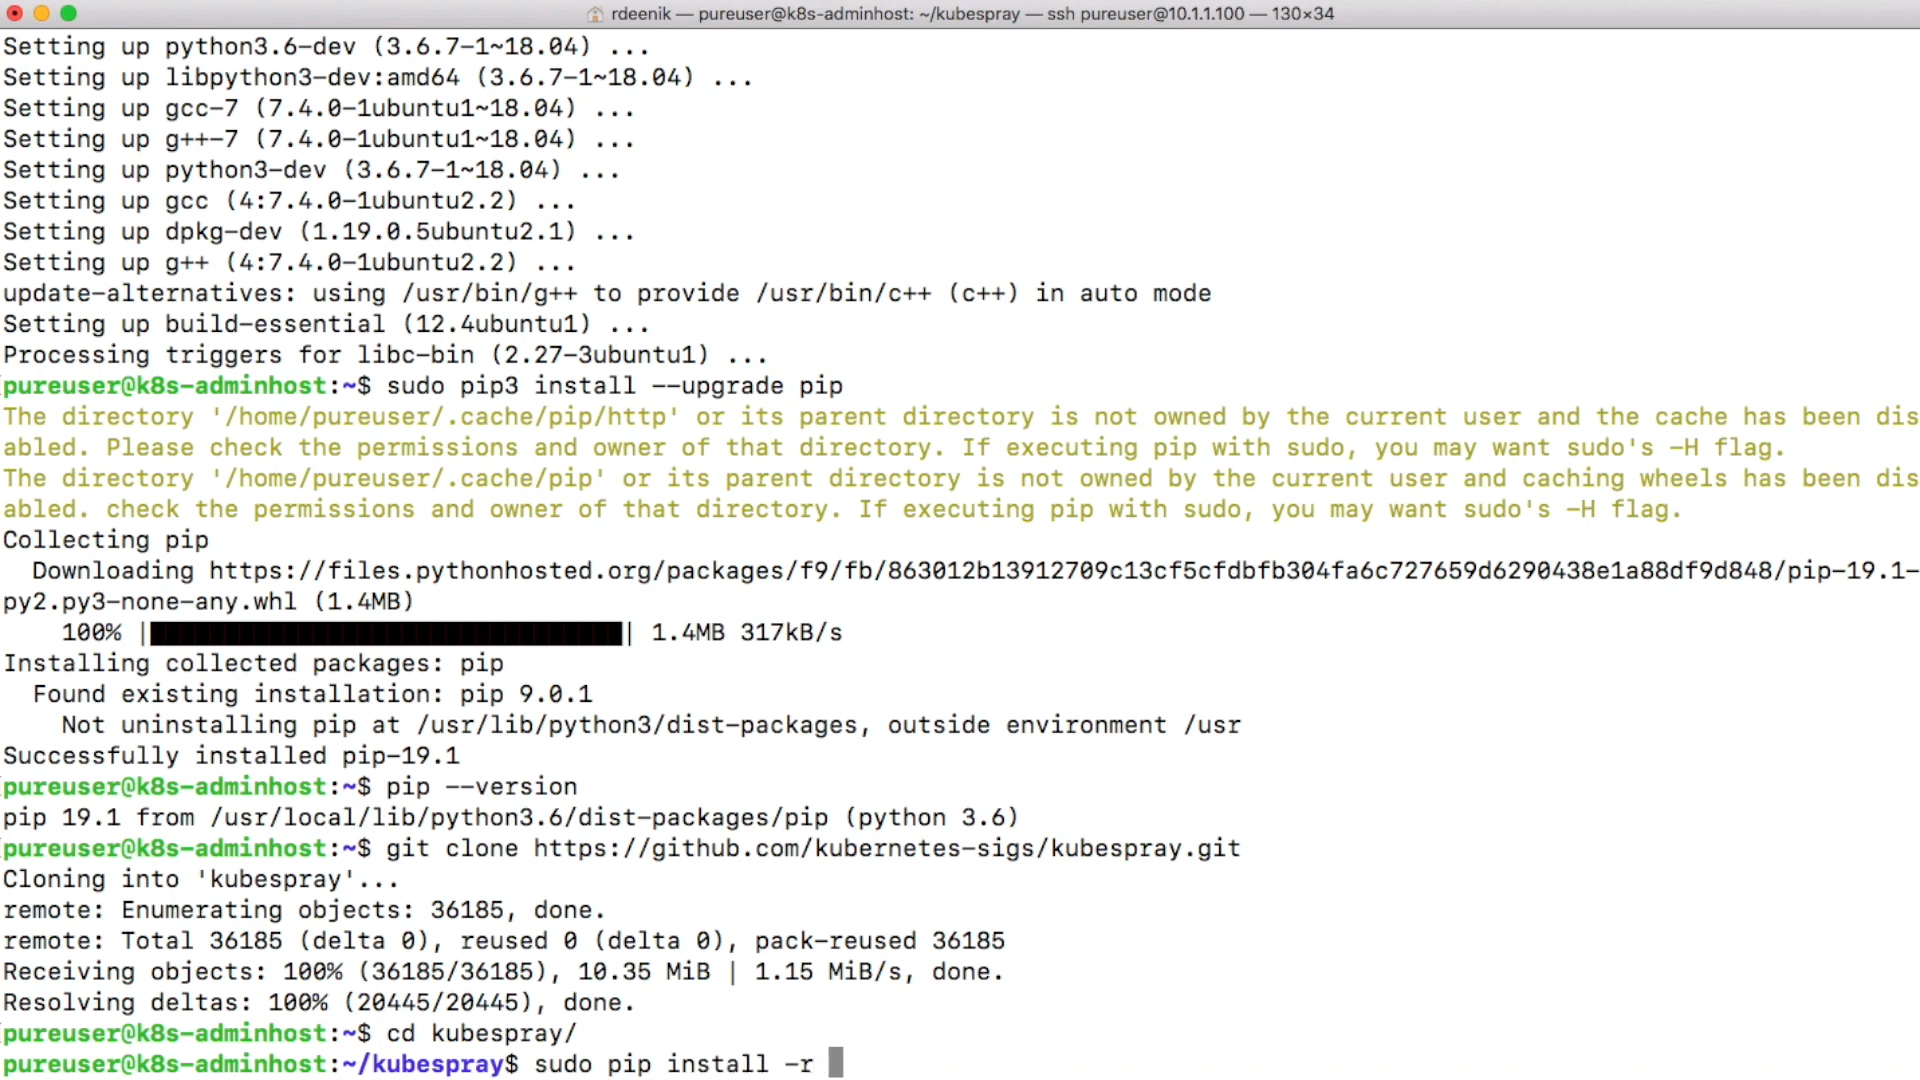 rdeenik — pureuser@k8s-adminhost: ~/kubespray — ssh pureuser@10.1.1.100 — 130×34
Setting up python3.6-dev (3.6.7-1~18.04) ...
Setting up libpython3-dev:amd64 (3.6.7-1~18.04) ...
Setting up gcc-7 (7.4.0-1ubuntu1~18.04) ...
Setting up g++-7 (7.4.0-1ubuntu1~18.04) ...
Setting up python3-dev (3.6.7-1~18.04) ...
Setting up gcc (4:7.4.0-1ubuntu2.2) ...
Setting up dpkg-dev (1.19.0.5ubuntu2.1) ...
Setting up g++ (4:7.4.0-1ubuntu2.2) ...
update-alternatives: using /usr/bin/g++ to provide /usr/bin/c++ (c++) in auto mode
Setting up build-essential (12.4ubuntu1) ...
Processing triggers for libc-bin (2.27-3ubuntu1) ...
pureuser@k8s-adminhost:~$ sudo pip3 install --upgrade pip
The directory '/home/pureuser/.cache/pip/http' or its parent directory is not owned by the current user and the cache has been dis
abled. Please check the permissions and owner of that directory. If executing pip with sudo, you may want sudo's -H flag.
The directory '/home/pureuser/.cache/pip' or its parent directory is not owned by the current user and caching wheels has been dis
abled. check the permissions and owner of that directory. If executing pip with sudo, you may want sudo's -H flag.
Collecting pip
  Downloading https://files.pythonhosted.org/packages/f9/fb/863012b13912709c13cf5cfdbfb304fa6c727659d6290438e1a88df9d848/pip-19.1-
py2.py3-none-any.whl (1.4MB)
    100% |████████████████████████████████| 1.4MB 317kB/s
Installing collected packages: pip
  Found existing installation: pip 9.0.1
    Not uninstalling pip at /usr/lib/python3/dist-packages, outside environment /usr
Successfully installed pip-19.1
pureuser@k8s-adminhost:~$ pip --version
pip 19.1 from /usr/local/lib/python3.6/dist-packages/pip (python 3.6)
pureuser@k8s-adminhost:~$ git clone https://github.com/kubernetes-sigs/kubespray.git
Cloning into 'kubespray'...
remote: Enumerating objects: 36185, done.
remote: Total 36185 (delta 0), reused 0 (delta 0), pack-reused 36185
Receiving objects: 100% (36185/36185), 10.35 MiB | 1.15 MiB/s, done.
Resolving deltas: 100% (20445/20445), done.
pureuser@k8s-adminhost:~$ cd kubespray/
pureuser@k8s-adminhost:~/kubespray$ sudo pip install -r